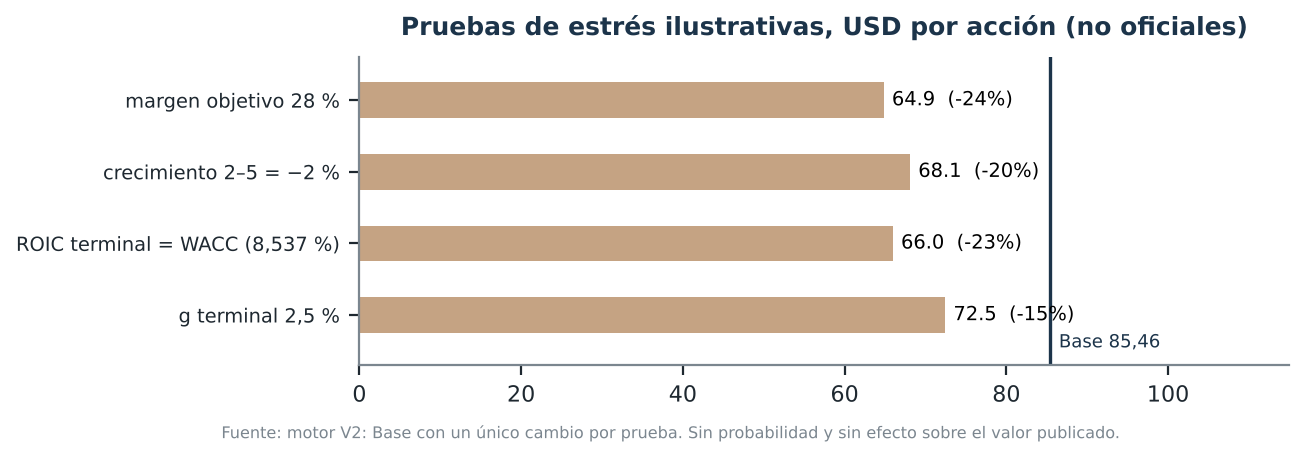 Pruebas de estrés ilustrativas, USD por acción (no oficiales)
margen objetivo 28 % 64.9 (-24%)
crecimiento 2–5 = −2 % 68.1 (-20%)
ROIC terminal = WACC (8,537 %) 66.0 (-23%)
g terminal 2,5 % 72.5 (-15%)
Base 85,46
0 20 40 60 80 100
Fuente: motor V2: Base con un único cambio por prueba. Sin probabilidad y sin efecto sobre el valor publicado.